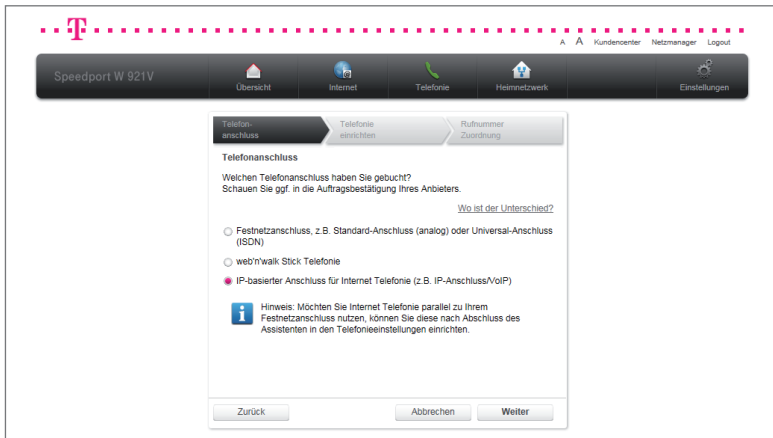 T
A A Kundencenter Netzmanager Logout
Speedport W 921V
Übersicht Internet Telefonie Heimnetzwerk Einstellungen
Telefon-
anschluss
Telefonie
einrichten
Rufnummer
Zuordnung
Telefonanschluss
Welchen Telefonanschluss haben Sie gebucht?
Schauen Sie ggf. in die Auftragsbestätigung Ihres Anbieters.
Wo ist der Unterschied?
Festnetzanschluss, z.B. Standard-Anschluss (analog) oder Universal-Anschluss
(ISDN)
web'n'walk Stick Telefonie
IP-basierter Anschluss für Internet Telefonie (z.B. IP-Anschluss/VoIP)
Hinweis: Möchten Sie Internet Telefonie parallel zu Ihrem
Festnetzanschluss nutzen, können Sie diese nach Abschluss des
Assistenten in den Telefonieeinstellungen einrichten.
Zurück Abbrechen Weiter